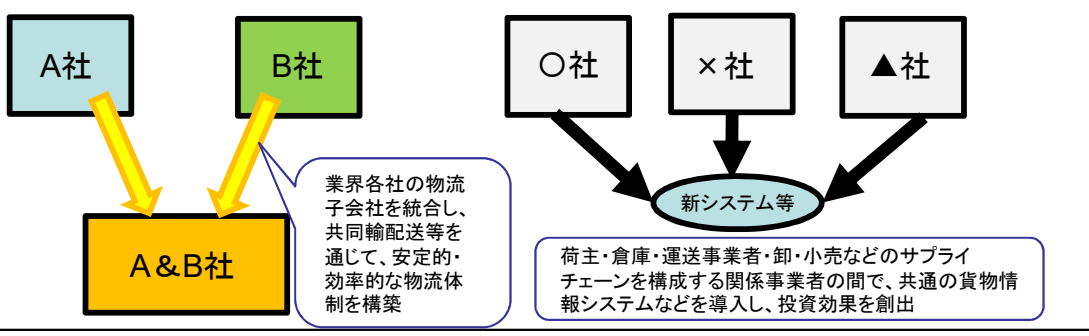 A社
B社
業界各社の物流
子会社を統合し、
共同輸配送等を
通じて、安定的・
効率的な物流体
制を構築
A&B社
〇社
×社
▲社
新システム等
荷主・倉庫・運送事業者・卸・小売などのサプライ
チェーンを構成する関係事業者の間で、共通の貨物情
報システムなどを導入し、投資効果を創出